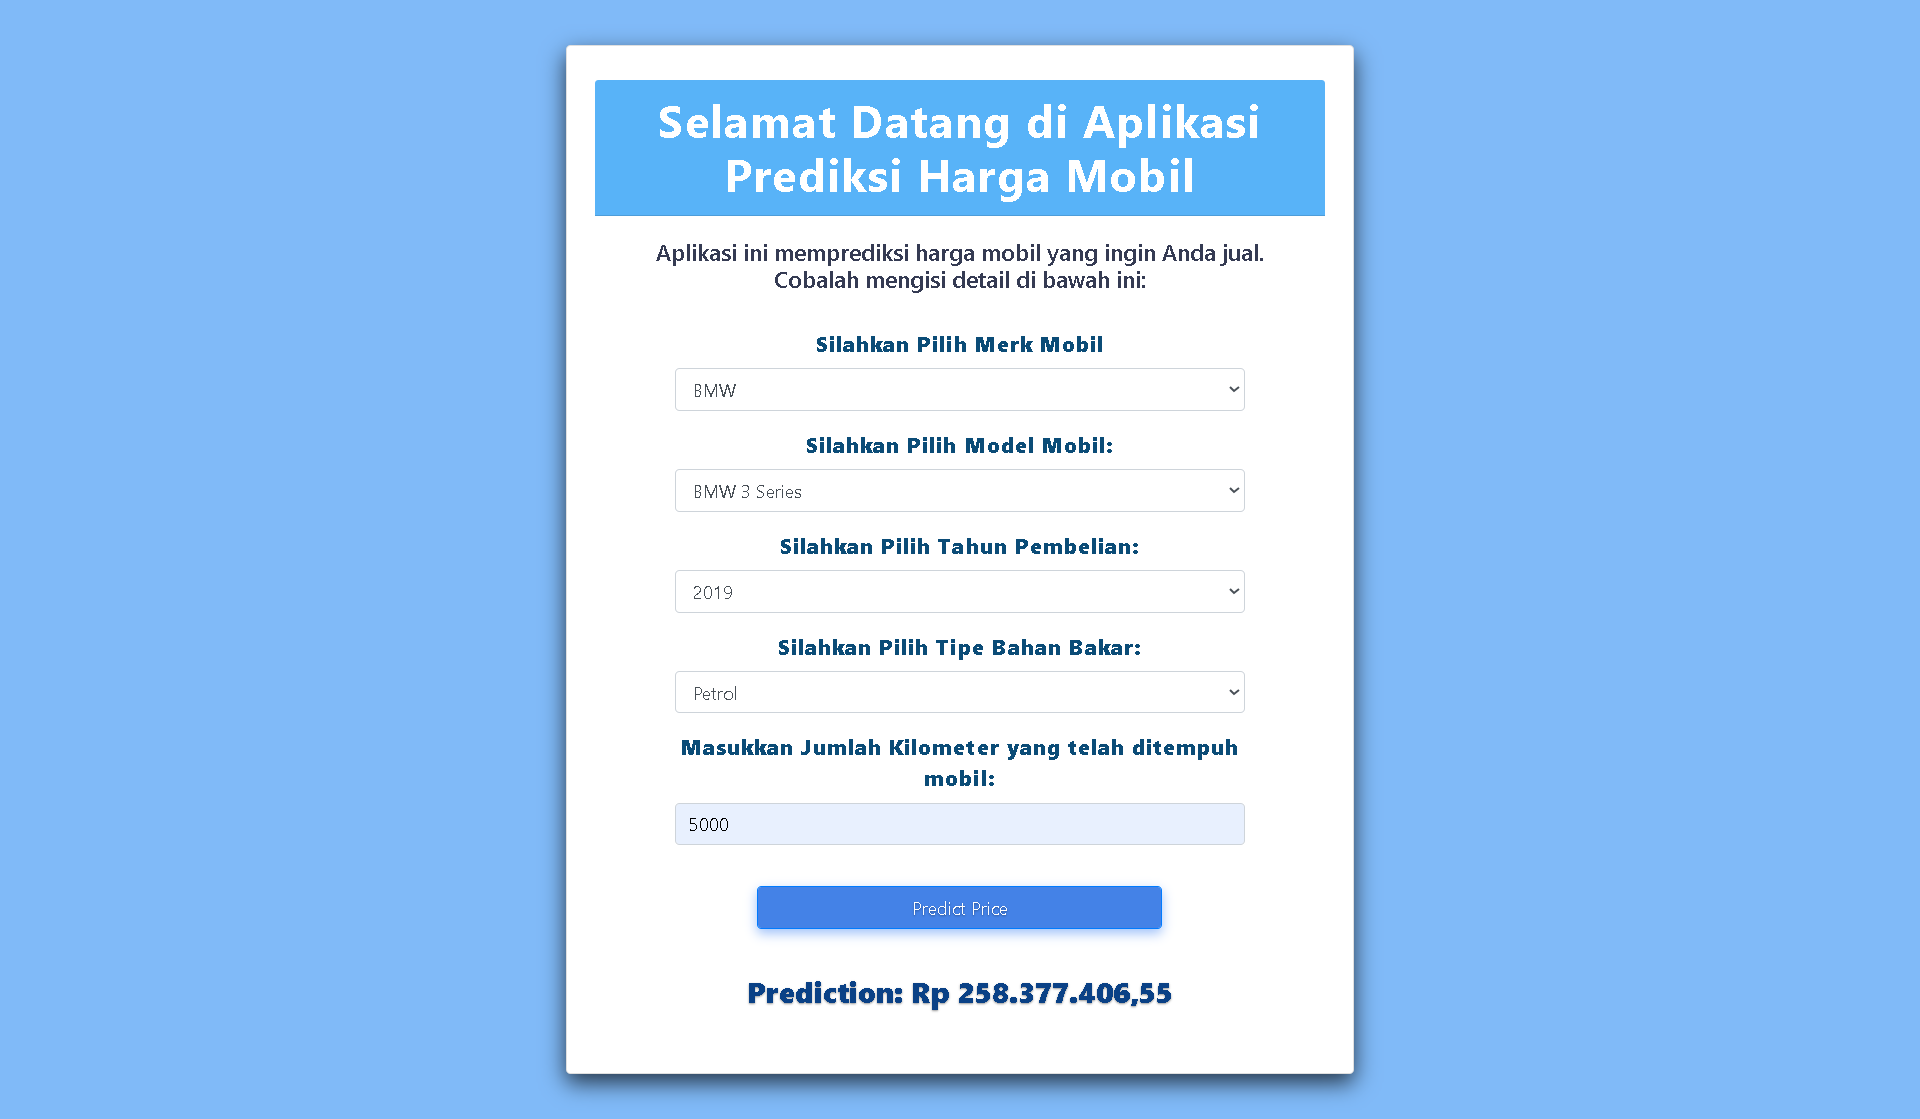 Selamat Datang di Aplikasi
Prediksi Harga Mobil
Aplikasi ini memprediksi harga mobil yang ingin Anda jual.
Cobalah mengisi detail di bawah ini:
Silahkan Pilih Merk Mobil
BMW
Silahkan Pilih Model Mobil:
BMW 3 Series
Silahkan Pilih Tahun Pembelian:
2019
Silahkan Pilih Tipe Bahan Bakar:
Petrol
Masukkan Jumlah Kilometer yang telah ditempuh
mobil:
5000
Predict Price
Prediction: Rp 258.377.406,55